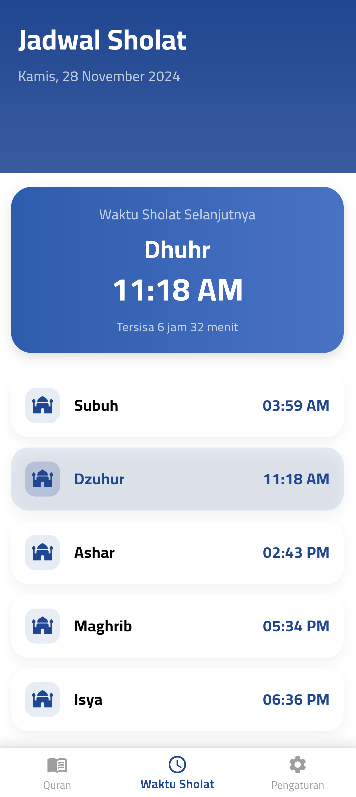 Jadwal Sholat
Kamis, 28 November 2024
Waktu Sholat Selanjutnya
Dhuhr
11:18 AM
Tersisa 6 jam 32 menit
Subuh 03:59 AM
Dzuhur 11:18 AM
Ashar 02:43 PM
Maghrib 05:34 PM
Isya 06:36 PM
Quran Waktu Sholat Pengaturan